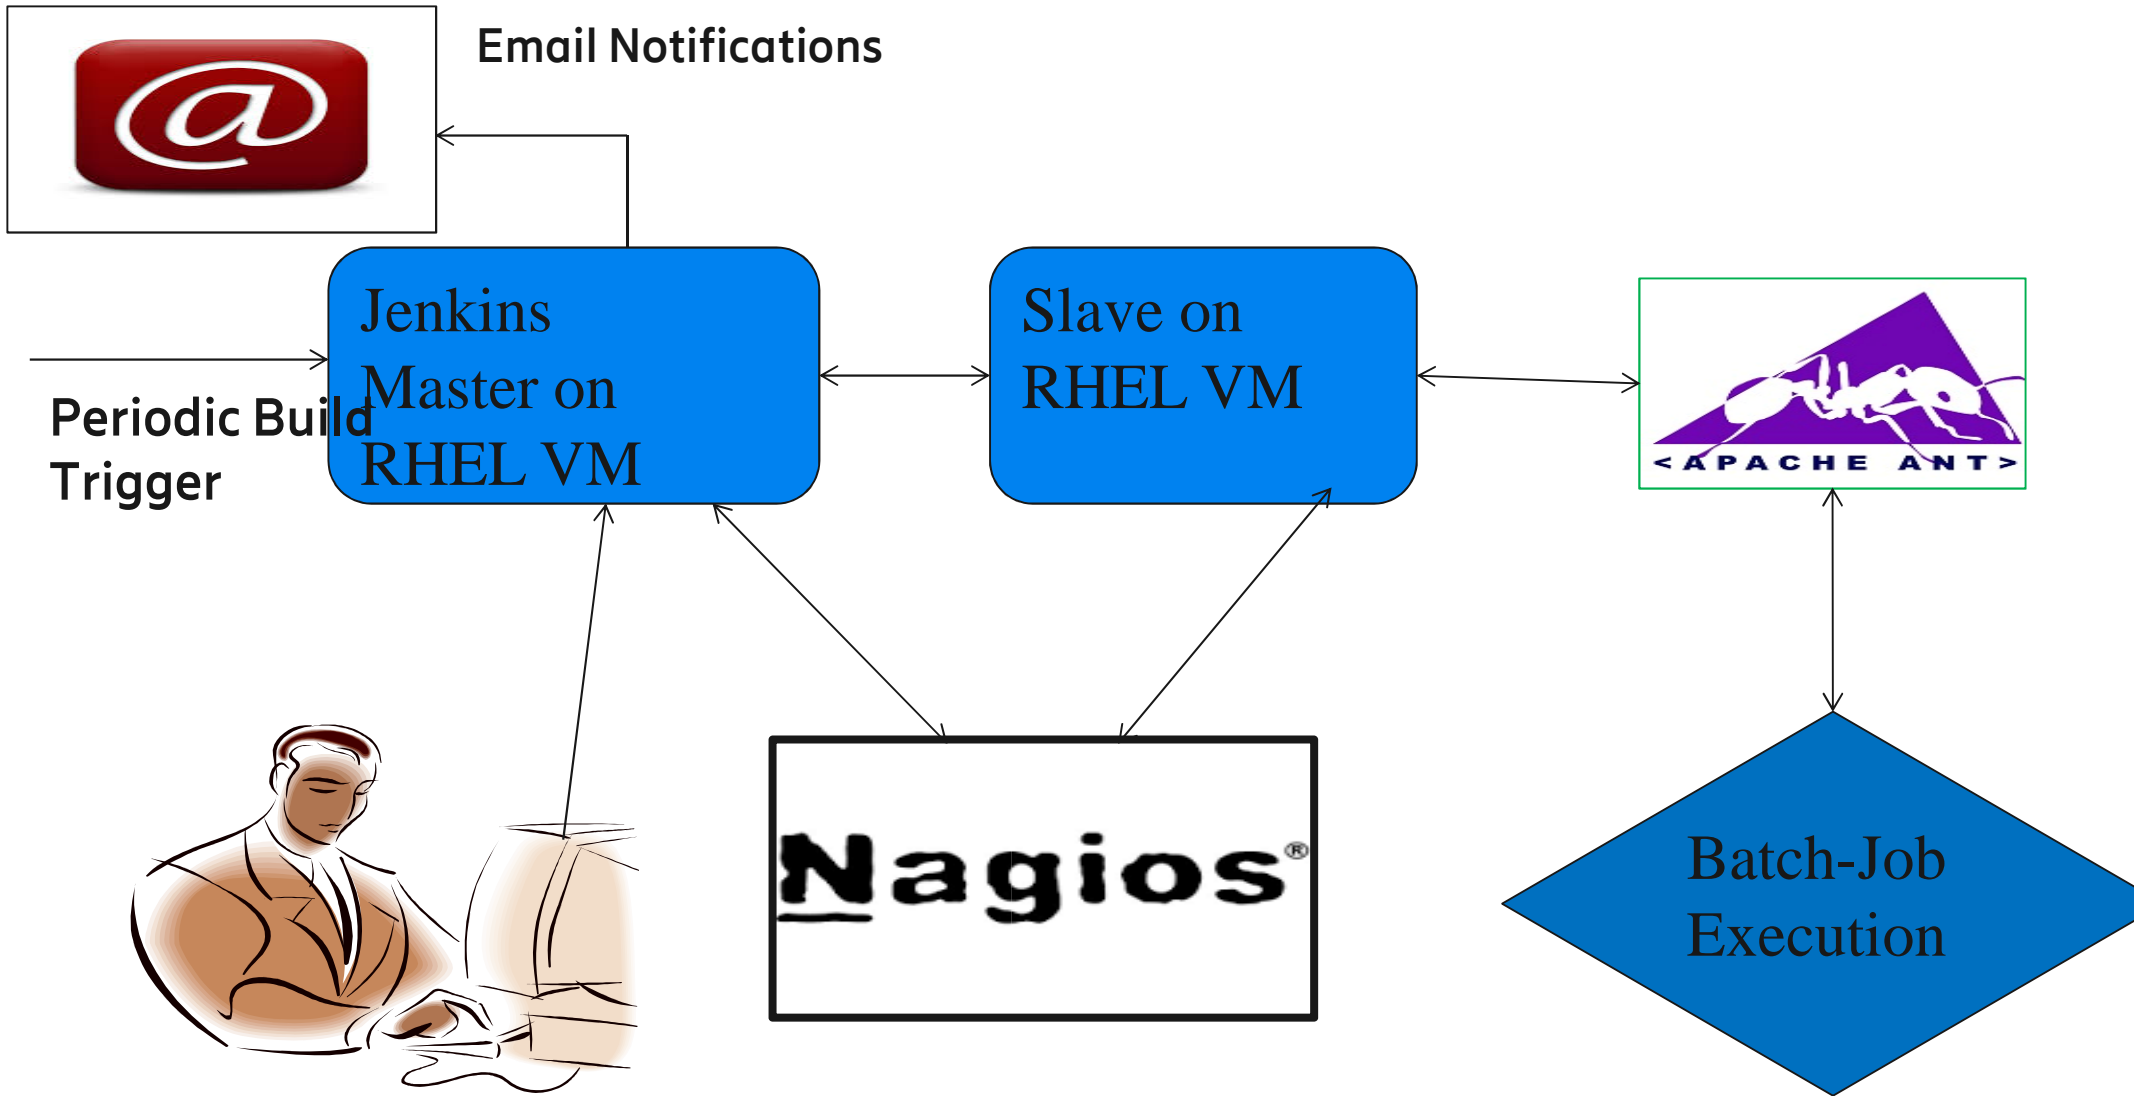 Email Notifications
@
Jenkins
Master on
RHEL VM
Slave on
RHEL VM
<APACHE ANT>
Periodic Build
Trigger
Nagios®
Batch-Job
Execution